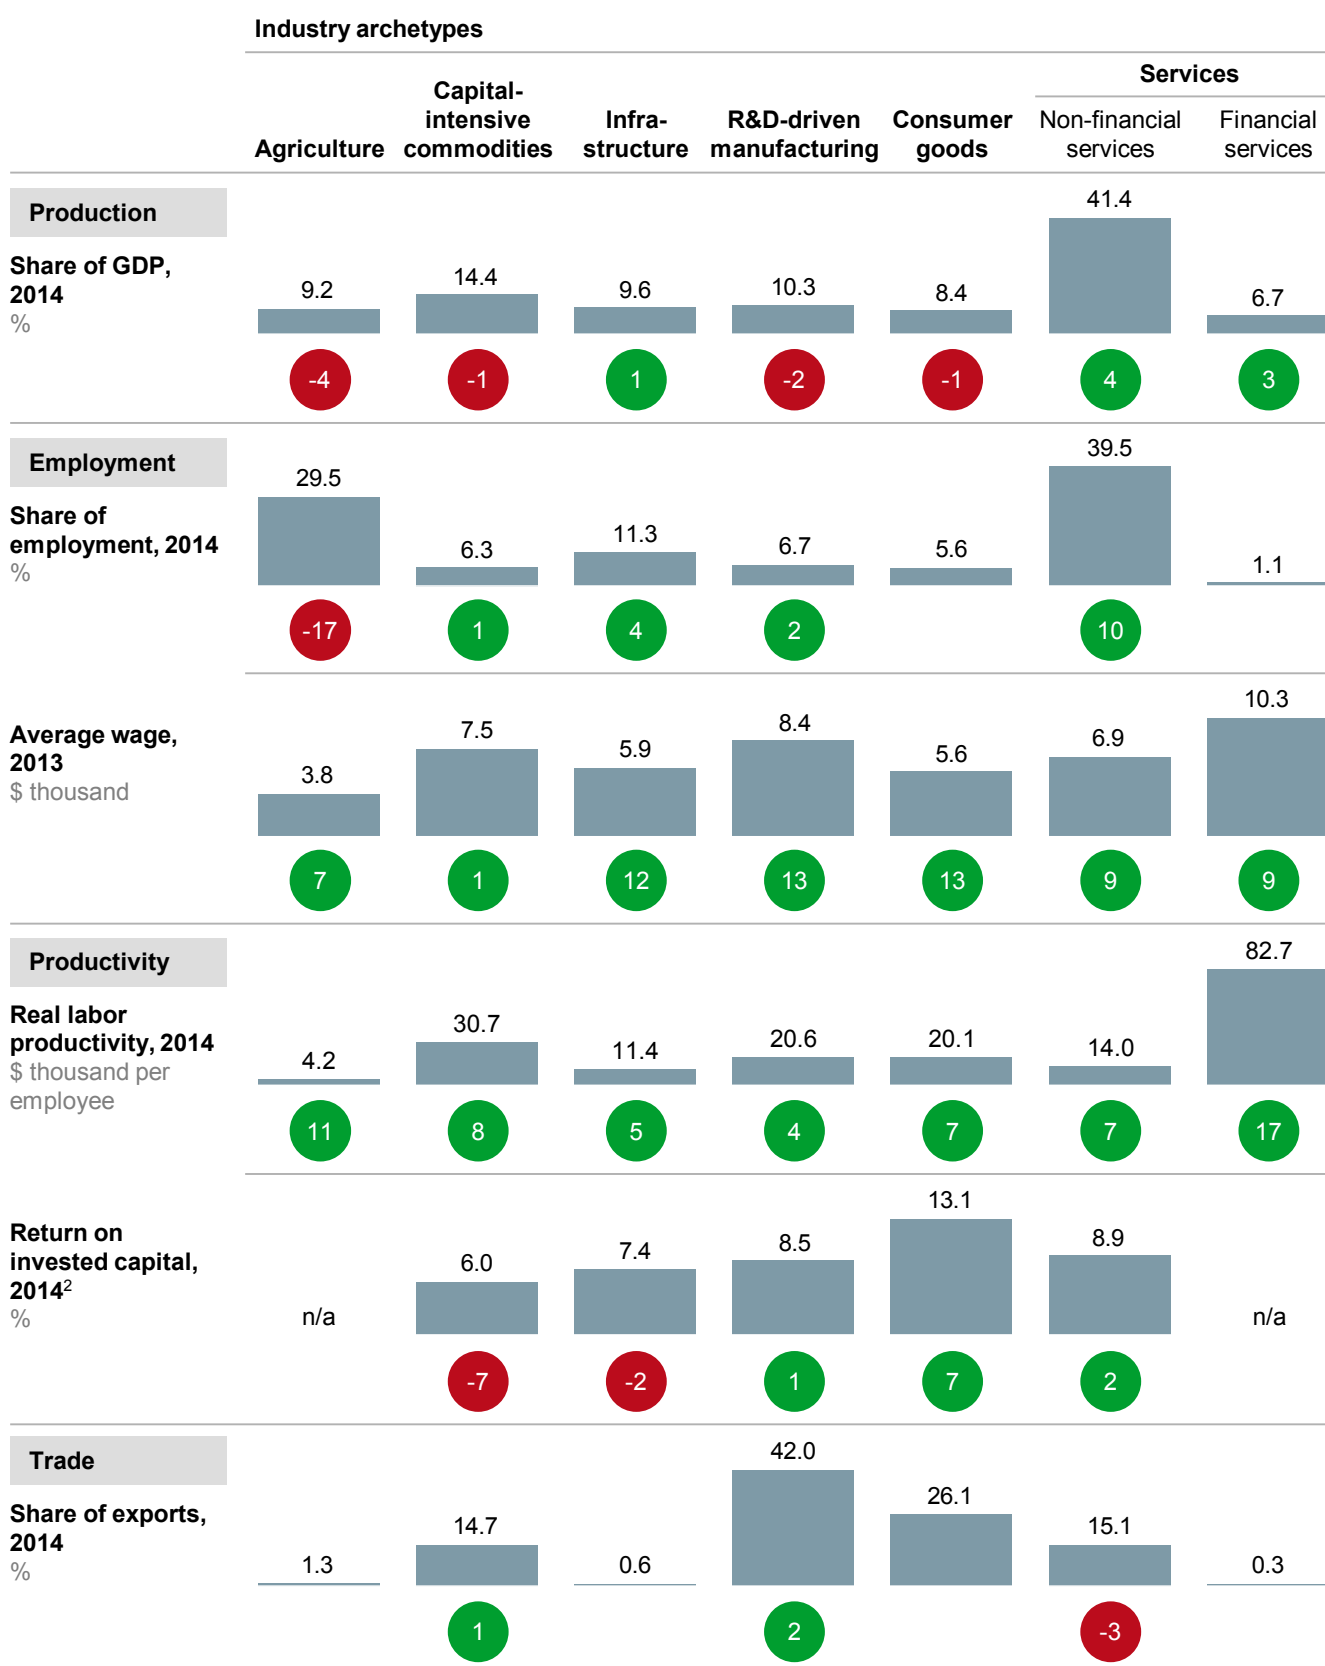 Industry archetypes
Services
Agriculture
Capital-
intensive
commodities
Infra-
structure
R&D-driven
manufacturing
Consumer
goods
Non-financial
services
Financial
services
Production
Share of GDP,
2014
%
9.2 14.4 9.6 10.3 8.4 41.4 6.7
-4 -1 1 -2 -1 4 3
Employment
Share of
employment, 2014
%
29.5 6.3 11.3 6.7 5.6 39.5 1.1
-17 1 4 2 10
Average wage,
2013
$ thousand
3.8 7.5 5.9 8.4 5.6 6.9 10.3
7 1 12 13 13 9 9
Productivity
Real labor
productivity, 2014
$ thousand per
employee
4.2 30.7 11.4 20.6 20.1 14.0 82.7
11 8 5 4 7 7 17
Return on
invested capital,
2014²
%
n/a 6.0 7.4 8.5 13.1 8.9 n/a
-7 -2 1 7 2
Trade
Share of exports,
2014
%
1.3 14.7 0.6 42.0 26.1 15.1 0.3
1 2 -3